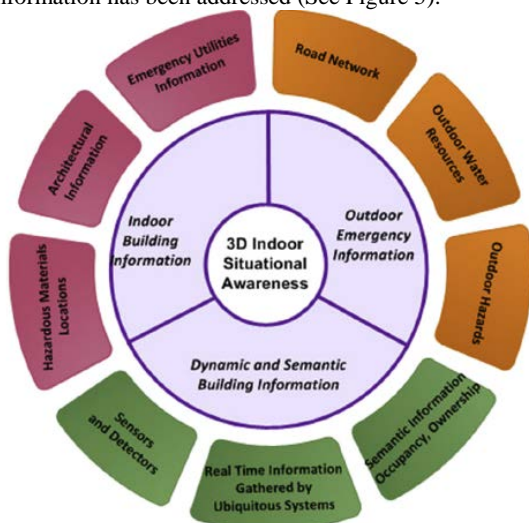 nformation has been addressed (See Figure 3).
Emergency Utilities
Information
Road Network
Architectural
Information
Outdoor Water
Resources
Indoor
Building
Information
3D Indoor
Situational
Awareness
Outdoor
Emergency
Information
Hazardous Materials
Locations
Outdoor Hazards
Dynamic and Semantic
Building Information
Sensors
and Detectors
Real Time Information
Gathered by
Ubiquitous Systems
Semantic Information
Occupancy, Ownership